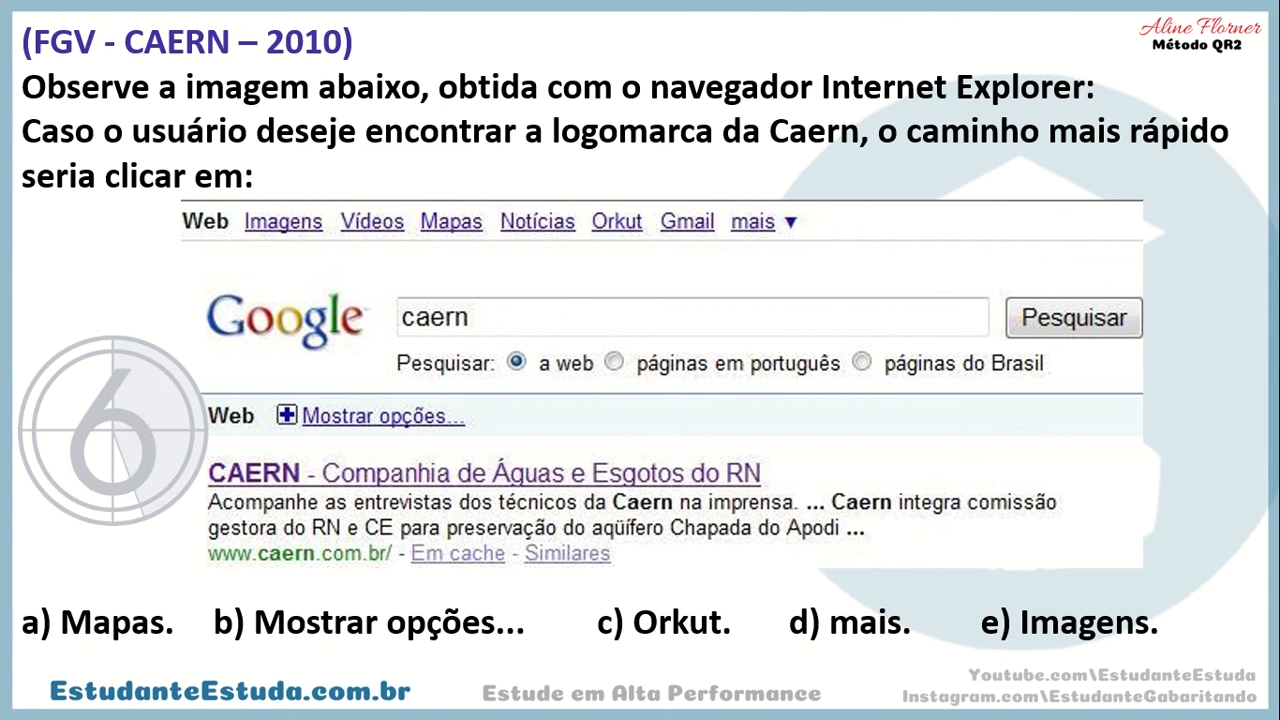 (FGV - CAERN – 2010)
Aline Florner
Método QR2
Observe a imagem abaixo, obtida com o navegador Internet Explorer:
Caso o usuário deseje encontrar a logomarca da Caern, o caminho mais rápido
seria clicar em:
Web Imagens Vídeos Mapas Notícias Orkut Gmail mais ▼
Google caern Pesquisar
Pesquisar: a web páginas em português páginas do Brasil
6
Web Mostrar opções...
CAERN - Companhia de Águas e Esgotos do RN
Acompanhe as entrevistas dos técnicos da Caern na imprensa. ... Caern integra comissão
gestora do RN e CE para preservação do aqüífero Chapada do Apodi ...
www.caern.com.br/ - Em cache - Similares
a) Mapas. b) Mostrar opções... c) Orkut. d) mais. e) Imagens.
EstudanteEstuda.com.br
Estude em Alta Performance
Youtube.com\EstudanteEstuda
Instagram.com\EstudanteGabaritando